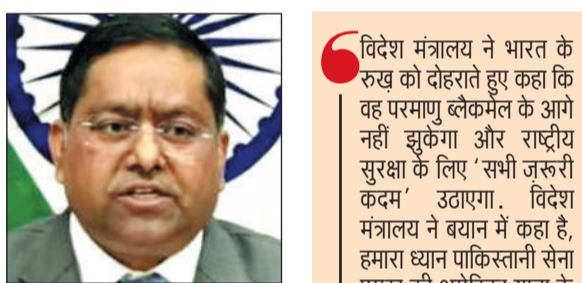 विदेश मंत्रालय ने भारत के
रुख़ को दोहराते हुए कहा कि
वह परमाणु ब्लैकमेल के आगे
नहीं झुकेगा और राष्ट्रीय
सुरक्षा के लिए ‘सभी ज़रूरी
कदम’ उठाएगा. विदेश
मंत्रालय ने बयान में कहा है,
हमारा ध्यान पाकिस्तानी सेना